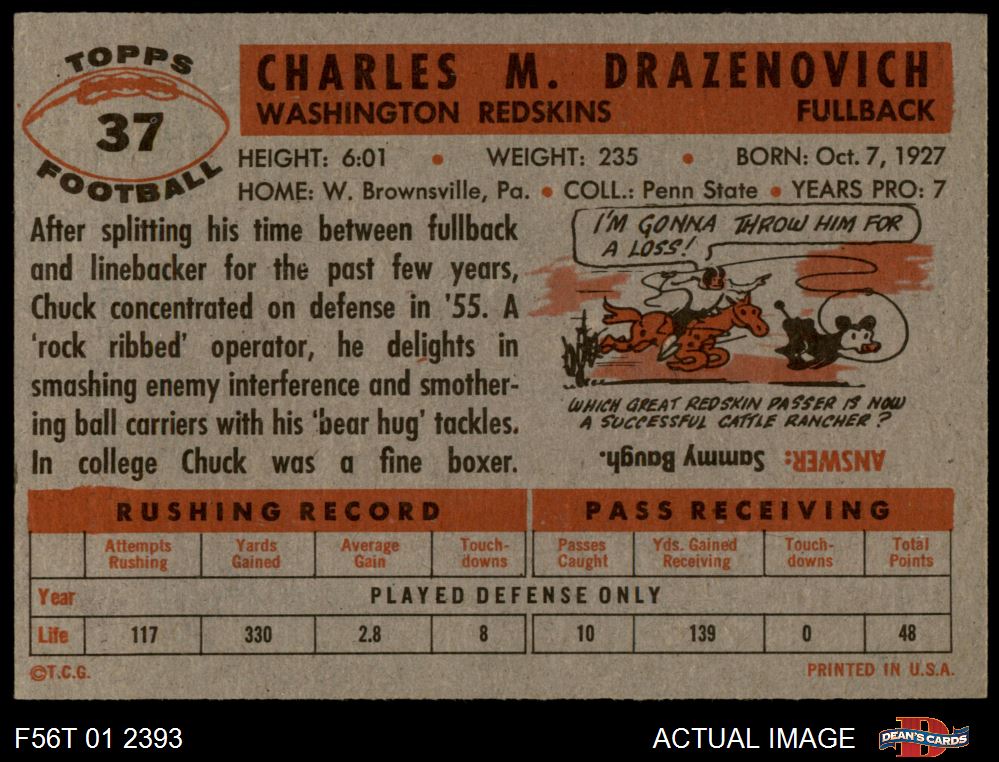 TOPPS
37
FOOTBALL
CHARLES M. DRAZENOVICH
WASHINGTON REDSKINS FULLBACK
HEIGHT: 6:01 • WEIGHT: 235 • BORN: Oct. 7, 1927
HOME: W. Brownsville, Pa. • COLL.: Penn State • YEARS PRO: 7
After splitting his time between fullback
and linebacker for the past few years,
Chuck concentrated on defense in '55. A
'rock ribbed' operator, he delights in
smashing enemy interference and smother-
ing ball carriers with his 'bear hug' tackles.
In college Chuck was a fine boxer.
I'M GONNA THROW HIM FOR
A LOSS!
WHICH GREAT REDSKIN PASSER IS NOW
A SUCCESSFUL CATTLE RANCHER?
ANSWER: Sammy Baugh.
RUSHING RECORD PASS RECEIVING
Attempts Rushing Yards Gained Average Gain Touch-downs Passes Caught Yds. Gained Receiving Touch-downs Total Points
Year PLAYED DEFENSE ONLY
Life 117 330 2.8 8 10 139 0 48
©T.C.G. PRINTED IN U.S.A.
F56T 01 2393 ACTUAL IMAGE DEAN'S CARDS